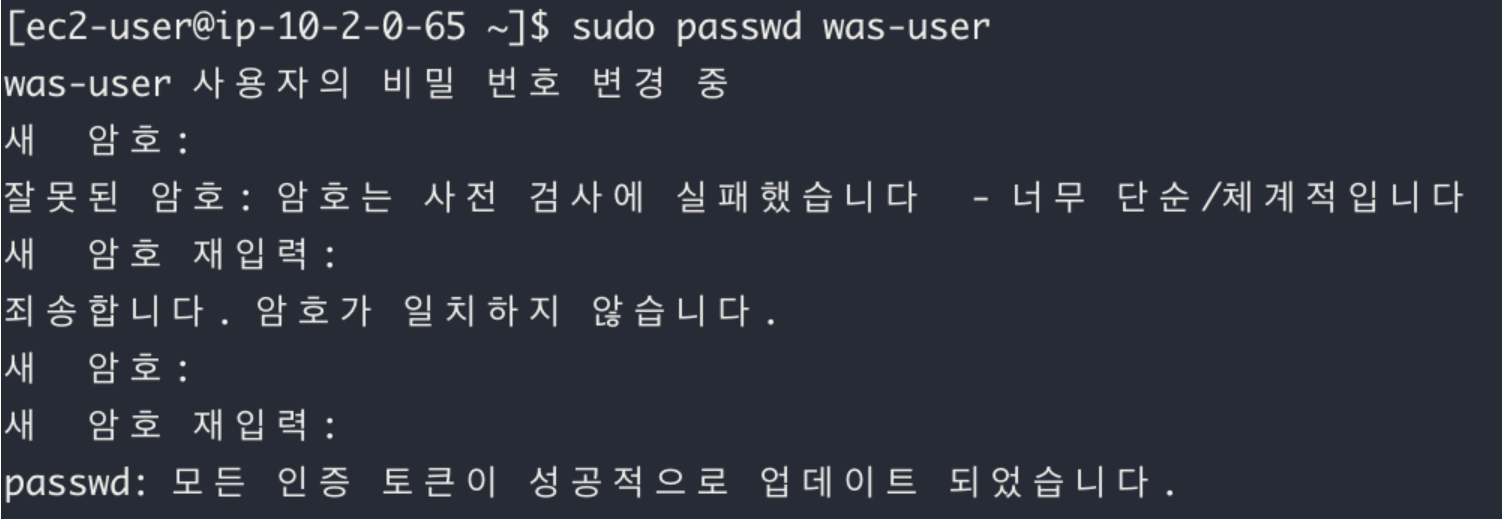 [ec2-user@ip-10-2-0-65 ~]$ sudo passwd was-user
was-user 사용자의 비밀 번호 변경 중
새 암호:
잘못된 암호: 암호는 사전 검사에 실패했습니다 - 너무 단순/체계적입니다
새 암호 재입력:
죄송합니다. 암호가 일치하지 않습니다.
새 암호:
새 암호 재입력:
passwd: 모든 인증 토큰이 성공적으로 업데이트 되었습니다.